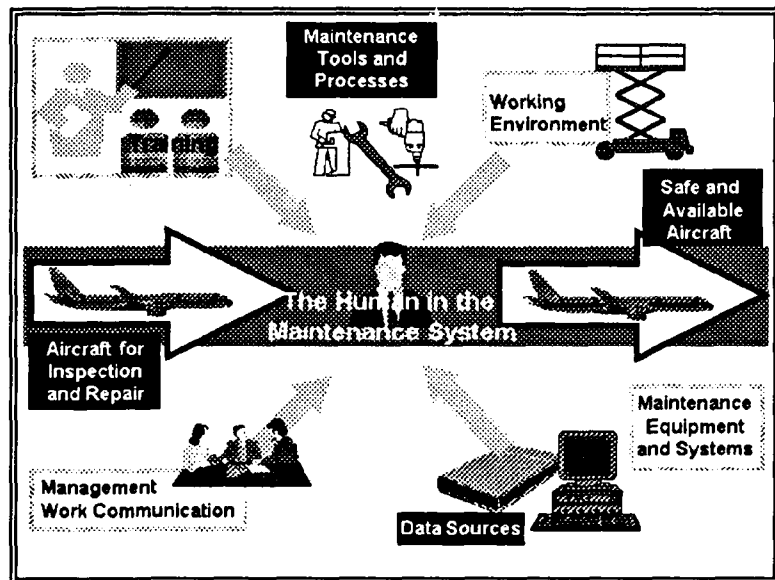 Maintenance
Tools and
Processes
Working
Environment
Training
Safe and
Available
Aircraft
The Human in the
Maintenance System
Aircraft for
Inspection
and Repair
Maintenance
Equipment
and Systems
Management
Work Communication
Data Sources